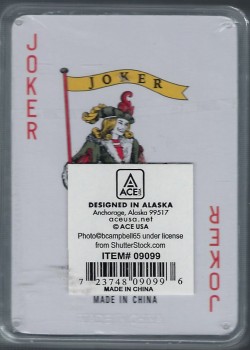 JOKER
JOKER
ACE
DESIGNED IN ALASKA
Anchorage, Alaska 99517
aceusa.net
© ACE USA
Photo@bcampbell65 under license
from ShutterStock.com
ITEM# 09099
7 23748 09099 6
MADE IN CHINA
MADE IN CHINA
JOKER